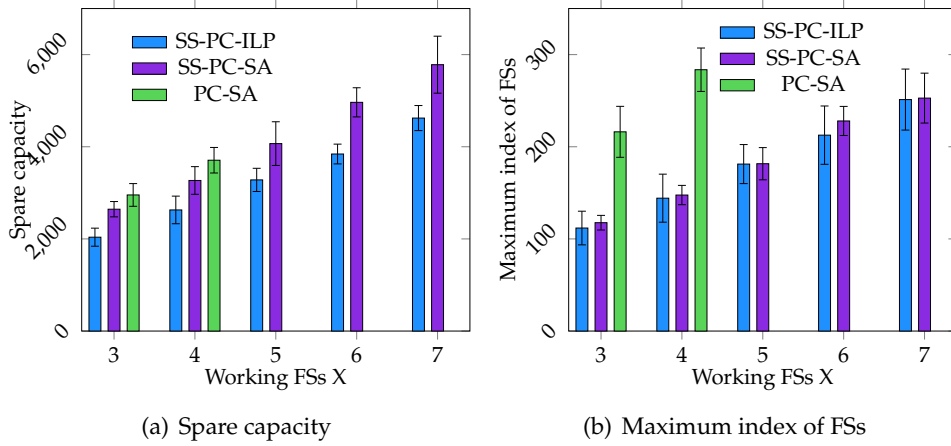 6,000
4,000
2,000
0
Spare capacity
SS-PC-ILP
SS-PC-SA
PC-SA
3 4 5 6 7
Working FSs X
(a) Spare capacity
300
200
100
0
Maximum index of FSs
SS-PC-ILP
SS-PC-SA
PC-SA
3 4 5 6 7
Working FSs X
(b) Maximum index of FSs